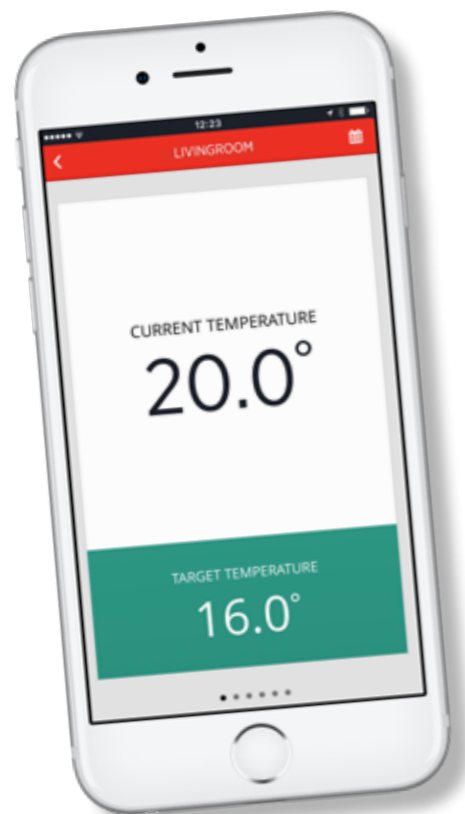 12:23
LIVINGROOM
CURRENT TEMPERATURE
20.0°
TARGET TEMPERATURE
16.0°